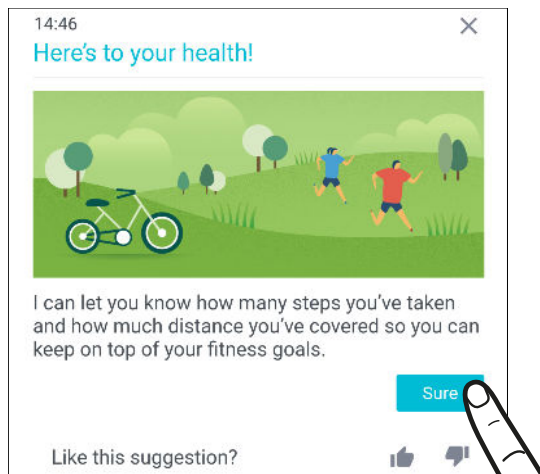 14:46
Here's to your health!
I can let you know how many steps you've taken
and how much distance you've covered so you can
keep on top of your fitness goals.
Sure
Like this suggestion?